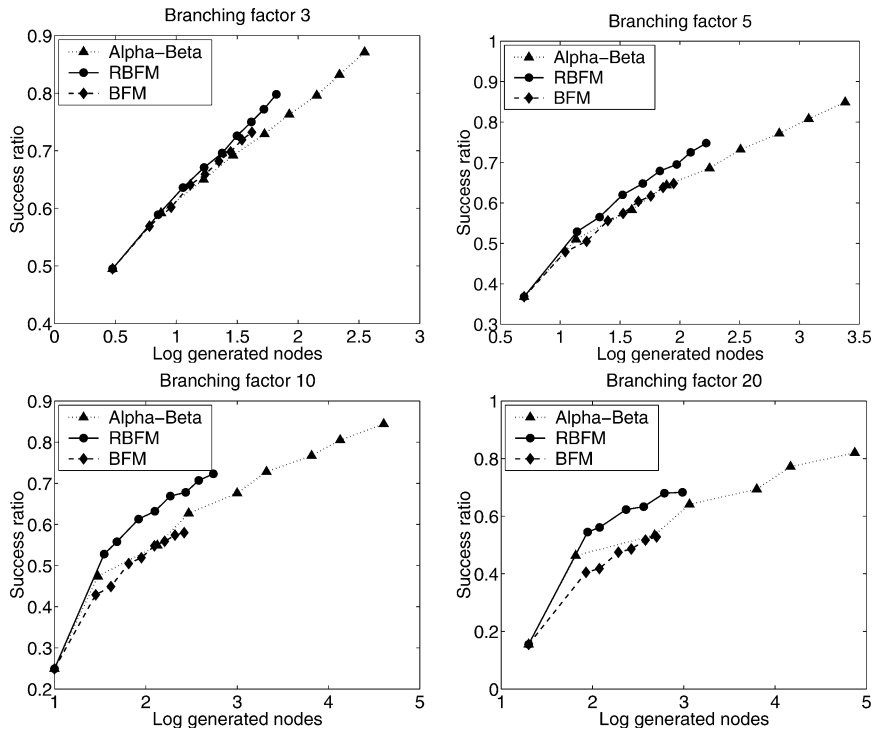 Branching factor 3
Alpha-Beta
RBFM
BFM
Success ratio
0.9
0.8
0.7
0.6
0.5
0.4
0 0.5 1 1.5 2 2.5 3
Log generated nodes
Branching factor 5
Alpha-Beta
RBFM
BFM
Success ratio
1
0.9
0.8
0.7
0.6
0.5
0.4
0.3
0.5 1 1.5 2 2.5 3 3.5
Log generated nodes
Branching factor 10
Alpha-Beta
RBFM
BFM
Success ratio
0.9
0.8
0.7
0.6
0.5
0.4
0.3
0.2
1 2 3 4 5
Log generated nodes
Branching factor 20
Alpha-Beta
RBFM
BFM
Success ratio
1
0.8
0.6
0.4
0.2
0
1 2 3 4 5
Log generated nodes